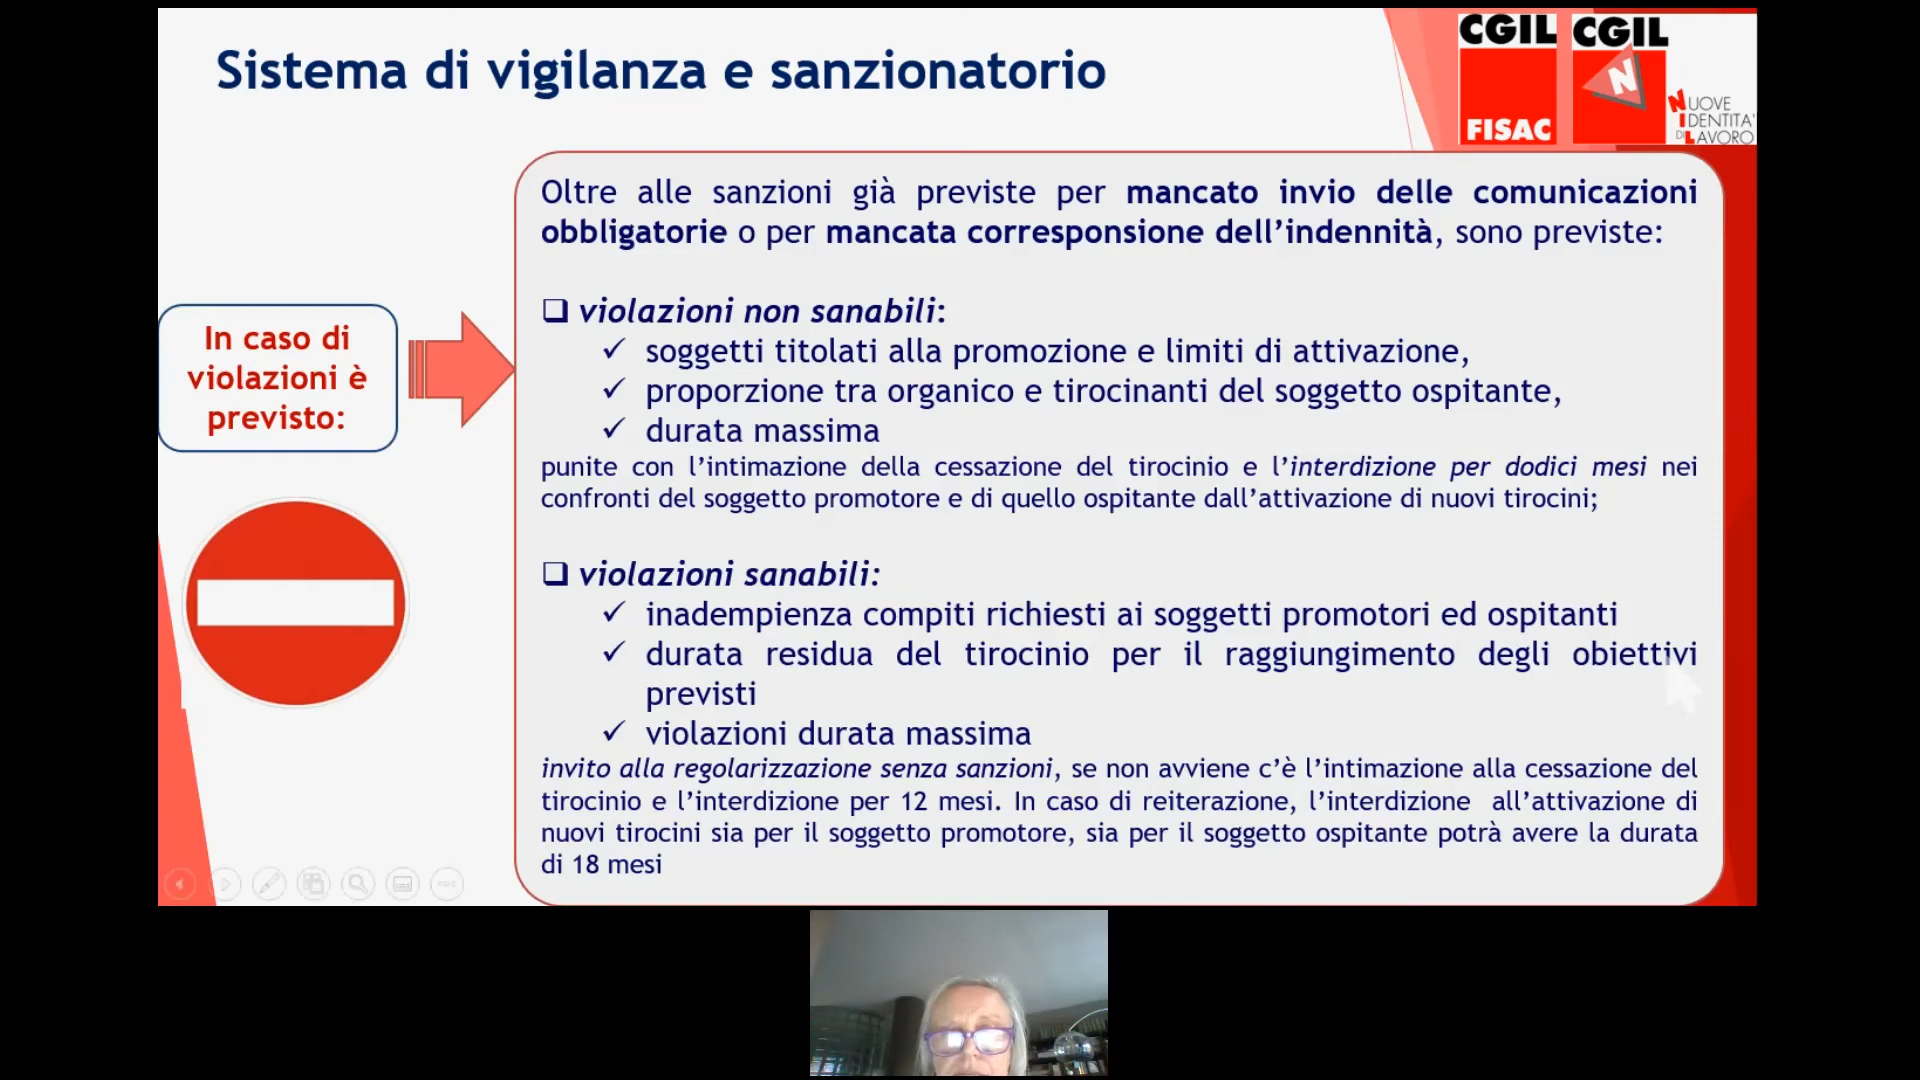 Sistema di vigilanza e sanzionatorio
CGIL
FISAC
CGIL
N
NUOVE
IDENTITA'
DI LAVORO
In caso di
violazioni è
previsto:
Oltre alle sanzioni già previste per mancato invio delle comunicazioni
obbligatorie o per mancata corresponsione dell’indennità, sono previste:
❑ violazioni non sanabili:
✓ soggetti titolati alla promozione e limiti di attivazione,
✓ proporzione tra organico e tirocinanti del soggetto ospitante,
✓ durata massima
punite con l’intimazione della cessazione del tirocinio e l’interdizione per dodici mesi nei
confronti del soggetto promotore e di quello ospitante dall’attivazione di nuovi tirocini;
❑ violazioni sanabili:
✓ inadempienza compiti richiesti ai soggetti promotori ed ospitanti
✓ durata residua del tirocinio per il raggiungimento degli obiettivi
previsti
✓ violazioni durata massima
invito alla regolarizzazione senza sanzioni, se non avviene c’è l’intimazione alla cessazione del
tirocinio e l’interdizione per 12 mesi. In caso di reiterazione, l’interdizione all’attivazione di
nuovi tirocini sia per il soggetto promotore, sia per il soggetto ospitante potrà avere la durata
di 18 mesi